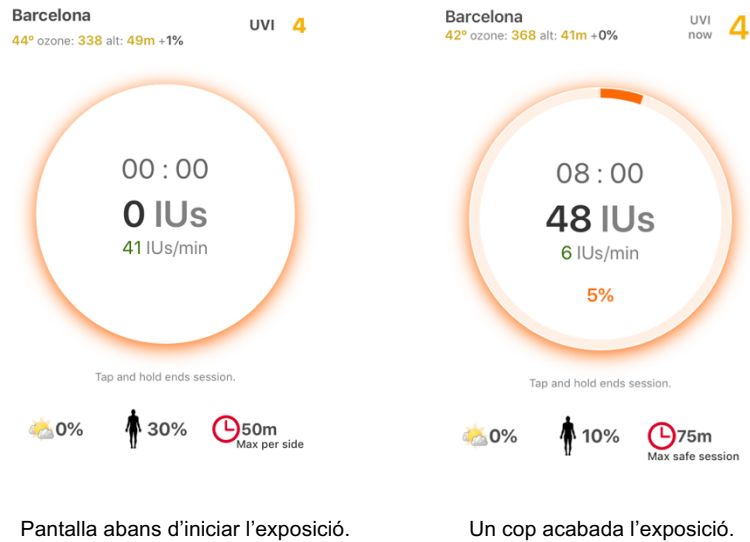 Barcelona
44º ozone: 338 alt: 49m +1%
UVI 4
00 : 00
0 IUs
41 IUs/min
Tap and hold ends session.
0%
30%
50m
Max per side
Pantalla abans d’iniciar l’exposició.
Barcelona
42º ozone: 368 alt: 41m +0%
UVI
now 4
08 : 00
48 IUs
6 IUs/min
5%
Tap and hold ends session.
0%
10%
75m
Max safe session
Un cop acabada l’exposició.